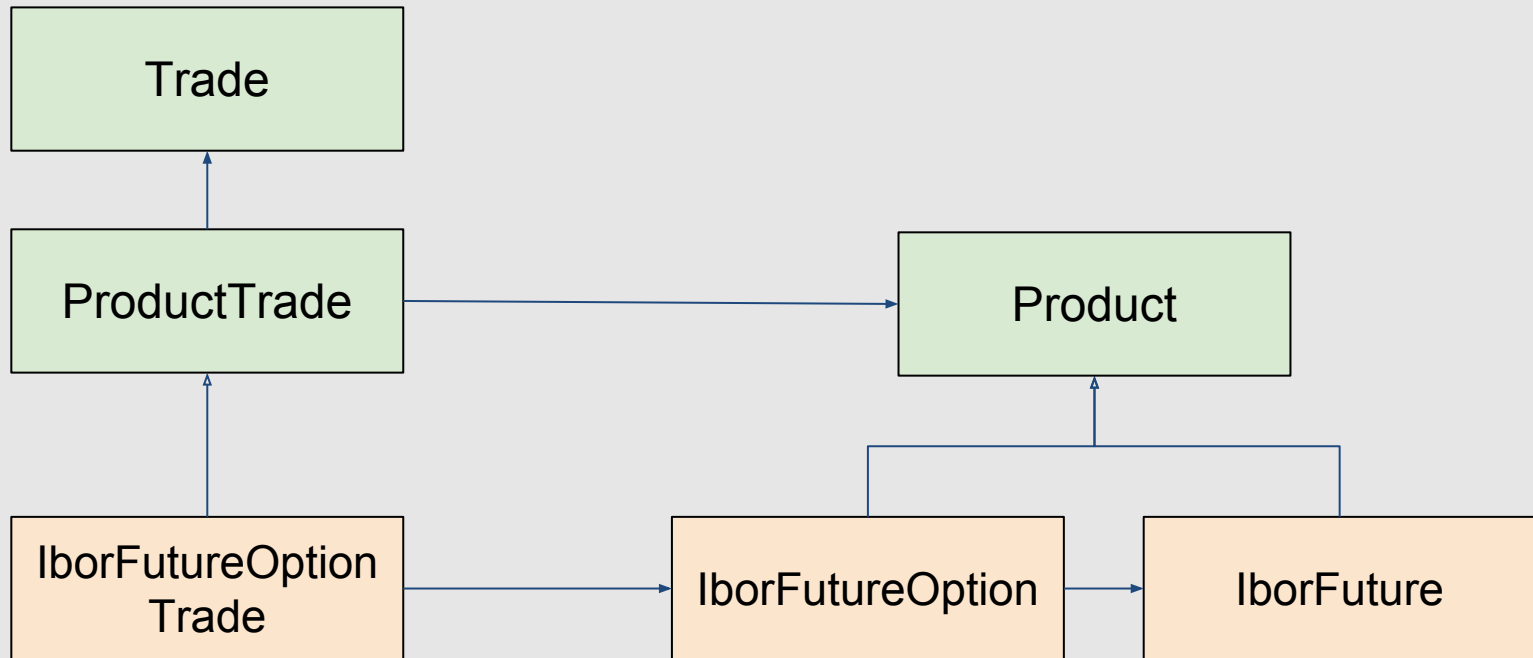 Trade
ProductTrade
Product
IborFutureOption
Trade
IborFutureOption
IborFuture